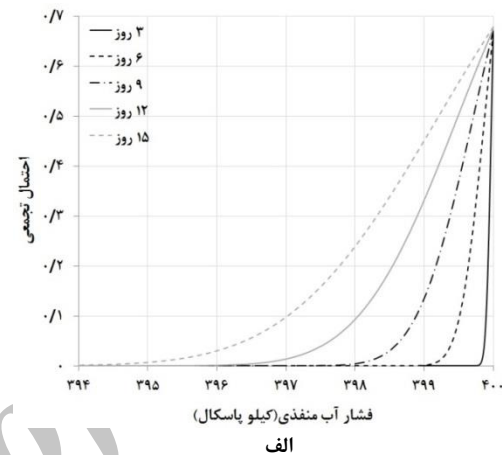 ۰/۷
۰/۶
۰/۵
۰/۴
۰/۳
۰/۲
۰/۱
۰
احتمال تجمعی
۳ روز
۶ روز
۹ روز
۱۲ روز
۱۵ روز
۳۹۴ ۳۹۵ ۳۹۶ ۳۹۷ ۳۹۸ ۳۹۹ ۴۰۰
فشار آب منفذی(کیلو پاسکال)
الف